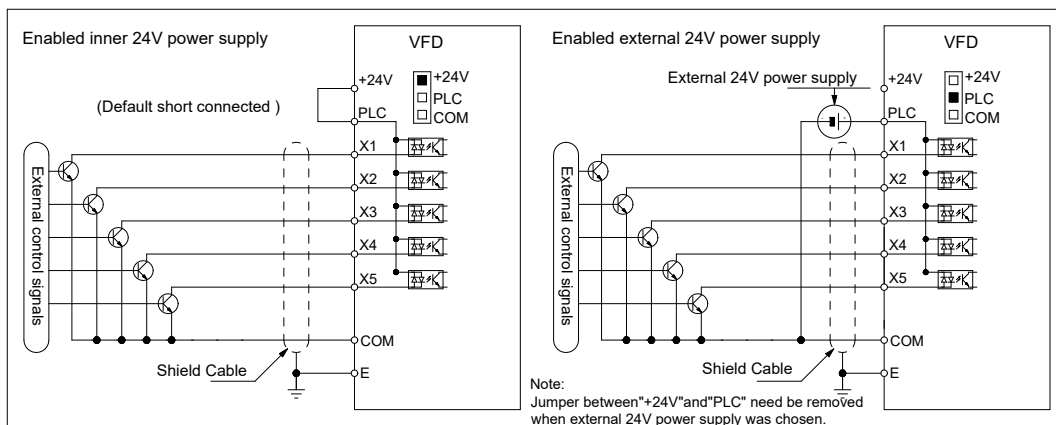 Enabled inner 24V power supply
VFD
+24V
+24V
PLC
COM
(Default short connected )
PLC
X1
X2
X3
X4
X5
External control signals
COM
Shield Cable
E
Enabled external 24V power supply
VFD
External 24V power supply
+24V
+24V
PLC
COM
PLC
X1
X2
X3
X4
X5
External control signals
COM
Shield Cable
E
Note:
Jumper between"+24V"and"PLC" need be removed
when external 24V power supply was chosen.